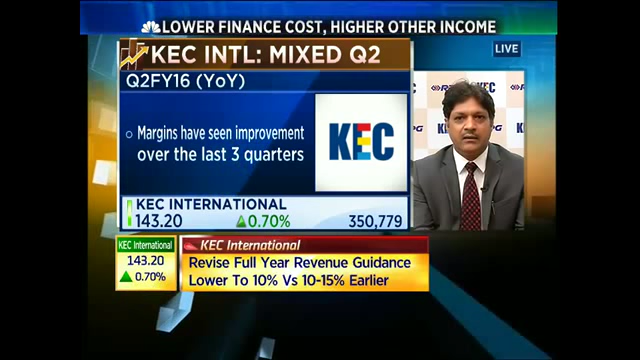 LOWER FINANCE COST, HIGHER OTHER INCOME
LIVE
KEC INTL: MIXED Q2
Q2FY16 (YoY)
Margins have seen improvement
over the last 3 quarters
KEC
KEC INTERNATIONAL
143.20 0.70% 350,779
KEC International
143.20
0.70%
KEC International
Revise Full Year Revenue Guidance
Lower To 10% Vs 10-15% Earlier
KEC